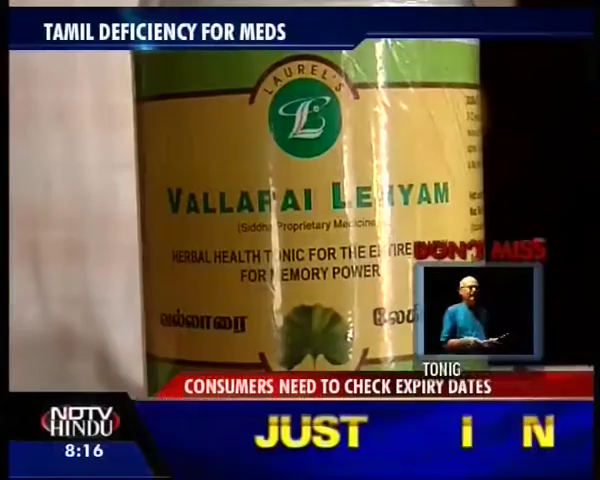 TAMIL DEFICIENCY FOR MEDS
LAUREL'S
L
VALLARAI LEHYAM
(Siddha Proprietary Medicine)
HERBAL HEALTH TONIC FOR THE ENTIRE
FOR MEMORY POWER
வல்லாரை
DON'T MISS
TONIG
CONSUMERS NEED TO CHECK EXPIRY DATES
NDTV
HINDU
8:16
JUST I N